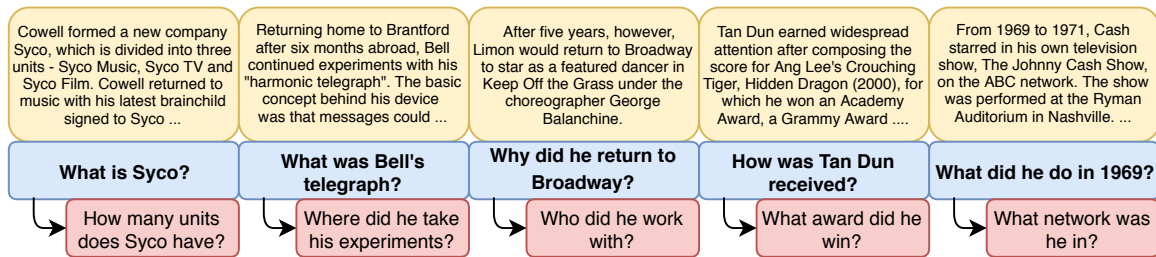 Cowell formed a new company
Syco, which is divided into three
units - Syco Music, Syco TV and
Syco Film. Cowell returned to
music with his latest brainchild
signed to Syco ...
What is Syco?
How many units
does Syco have?
Returning home to Brantford
after six months abroad, Bell
continued experiments with his
"harmonic telegraph". The basic
concept behind his device
was that messages could ...
What was Bell's
telegraph?
Where did he take
his experiments?
After five years, however,
Limon would return to Broadway
to star as a featured dancer in
Keep Off the Grass under the
choreographer George
Balanchine.
Why did he return to
Broadway?
Who did he work
with?
Tan Dun earned widespread
attention after composing the
score for Ang Lee's Crouching
Tiger, Hidden Dragon (2000), for
which he won an Academy
Award, a Grammy Award ....
How was Tan Dun
received?
What award did he
win?
From 1969 to 1971, Cash
starred in his own television
show, The Johnny Cash Show,
on the ABC network. The show
was performed at the Ryman
Auditorium in Nashville. ...
What did he do in 1969?
What network was
he in?